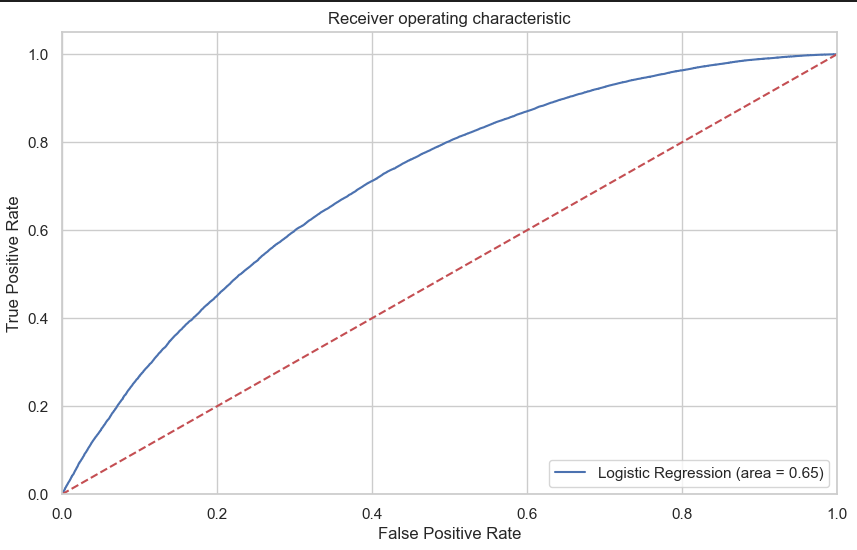 Receiver operating characteristic
1.0
0.8
0.6
0.4
0.2
0.0
True Positive Rate
Logistic Regression (area = 0.65)
0.0 0.2 0.4 0.6 0.8 1.0
False Positive Rate